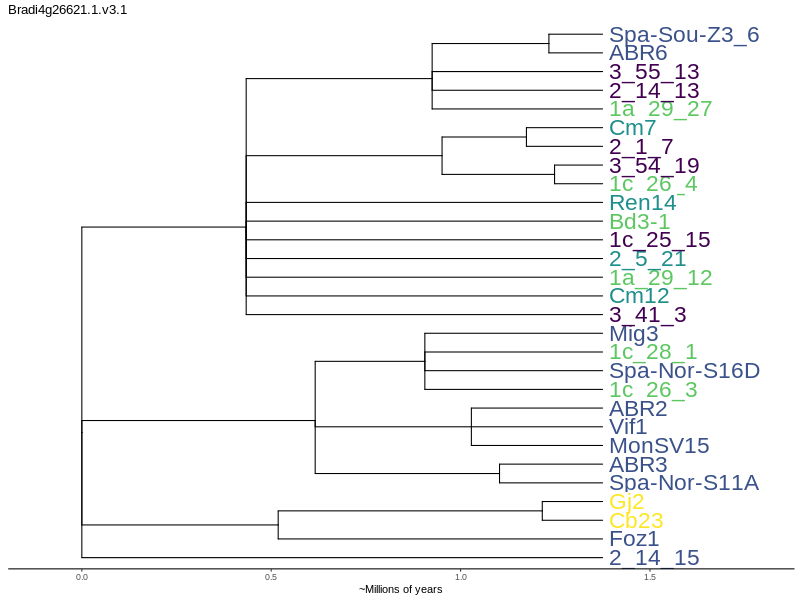 Bradi4g26621.1.v3.1
Spa-Sou-Z3_6
ABR6
3_55_13
2_14_13
1a_29_27
Cm7
2_1_7
3_54_19
1c_26_4
Ren14
Bd3-1
1c_25_15
2_5_21
1a_29_12
Cm12
3_41_3
Mig3
1c_28_1
Spa-Nor-S16D
1c_26_3
ABR2
Vif1
MonSV15
ABR3
Spa-Nor-S11A
Gj2
Cb23
Foz1
2_14_15
0.0 0.5 1.0 1.5
~Millions of years